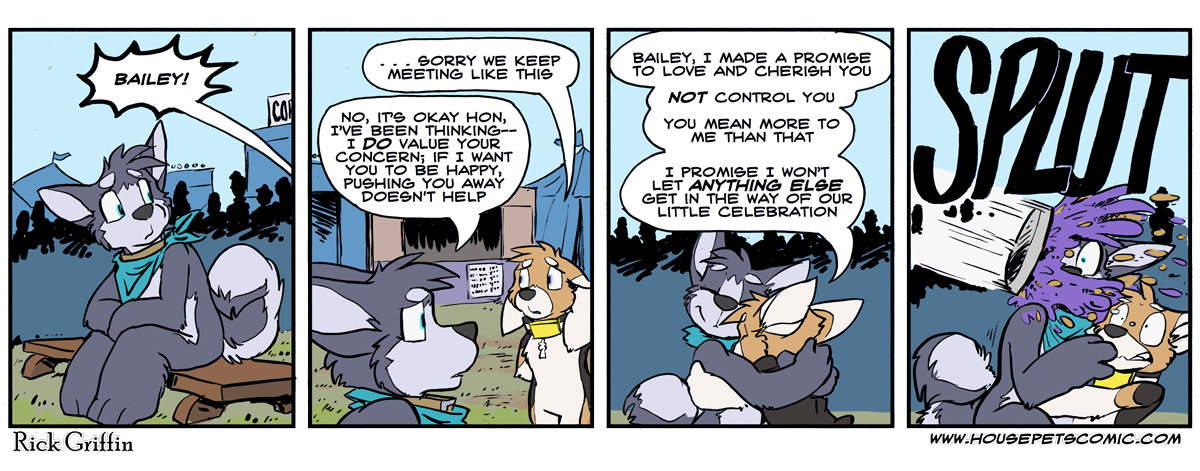 BAILEY!
COR
. . . SORRY WE KEEP
MEETING LIKE THIS
NO, IT'S OKAY HON,
I'VE BEEN THINKING--
I DO VALUE YOUR
CONCERN; IF I WANT
YOU TO BE HAPPY,
PUSHING YOU AWAY
DOESN'T HELP
BAILEY, I MADE A PROMISE
TO LOVE AND CHERISH YOU
NOT CONTROL YOU
YOU MEAN MORE TO
ME THAN THAT
I PROMISE I WON'T
LET ANYTHING ELSE
GET IN THE WAY OF OUR
LITTLE CELEBRATION
SPLUT
Rick Griffin
WWW.HOUSEPETSCOMIC.COM